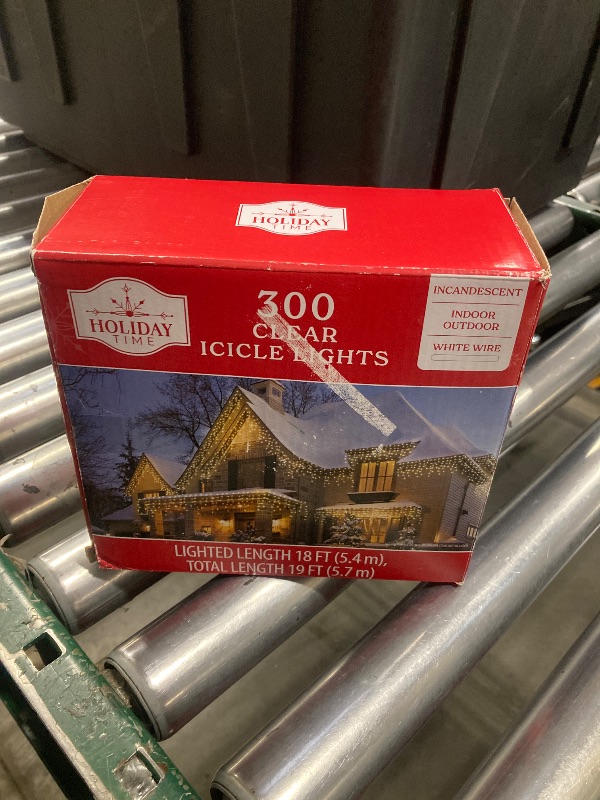 HOLIDAY
TIME
HOLIDAY
TIME
300
CLEAR
ICICLE LIGHTS
INCANDESCENT
INDOOR
OUTDOOR
WHITE WIRE
LIGHTED LENGTH 18 FT (5.4 m),
TOTAL LENGTH 19 FT (5.7 m)